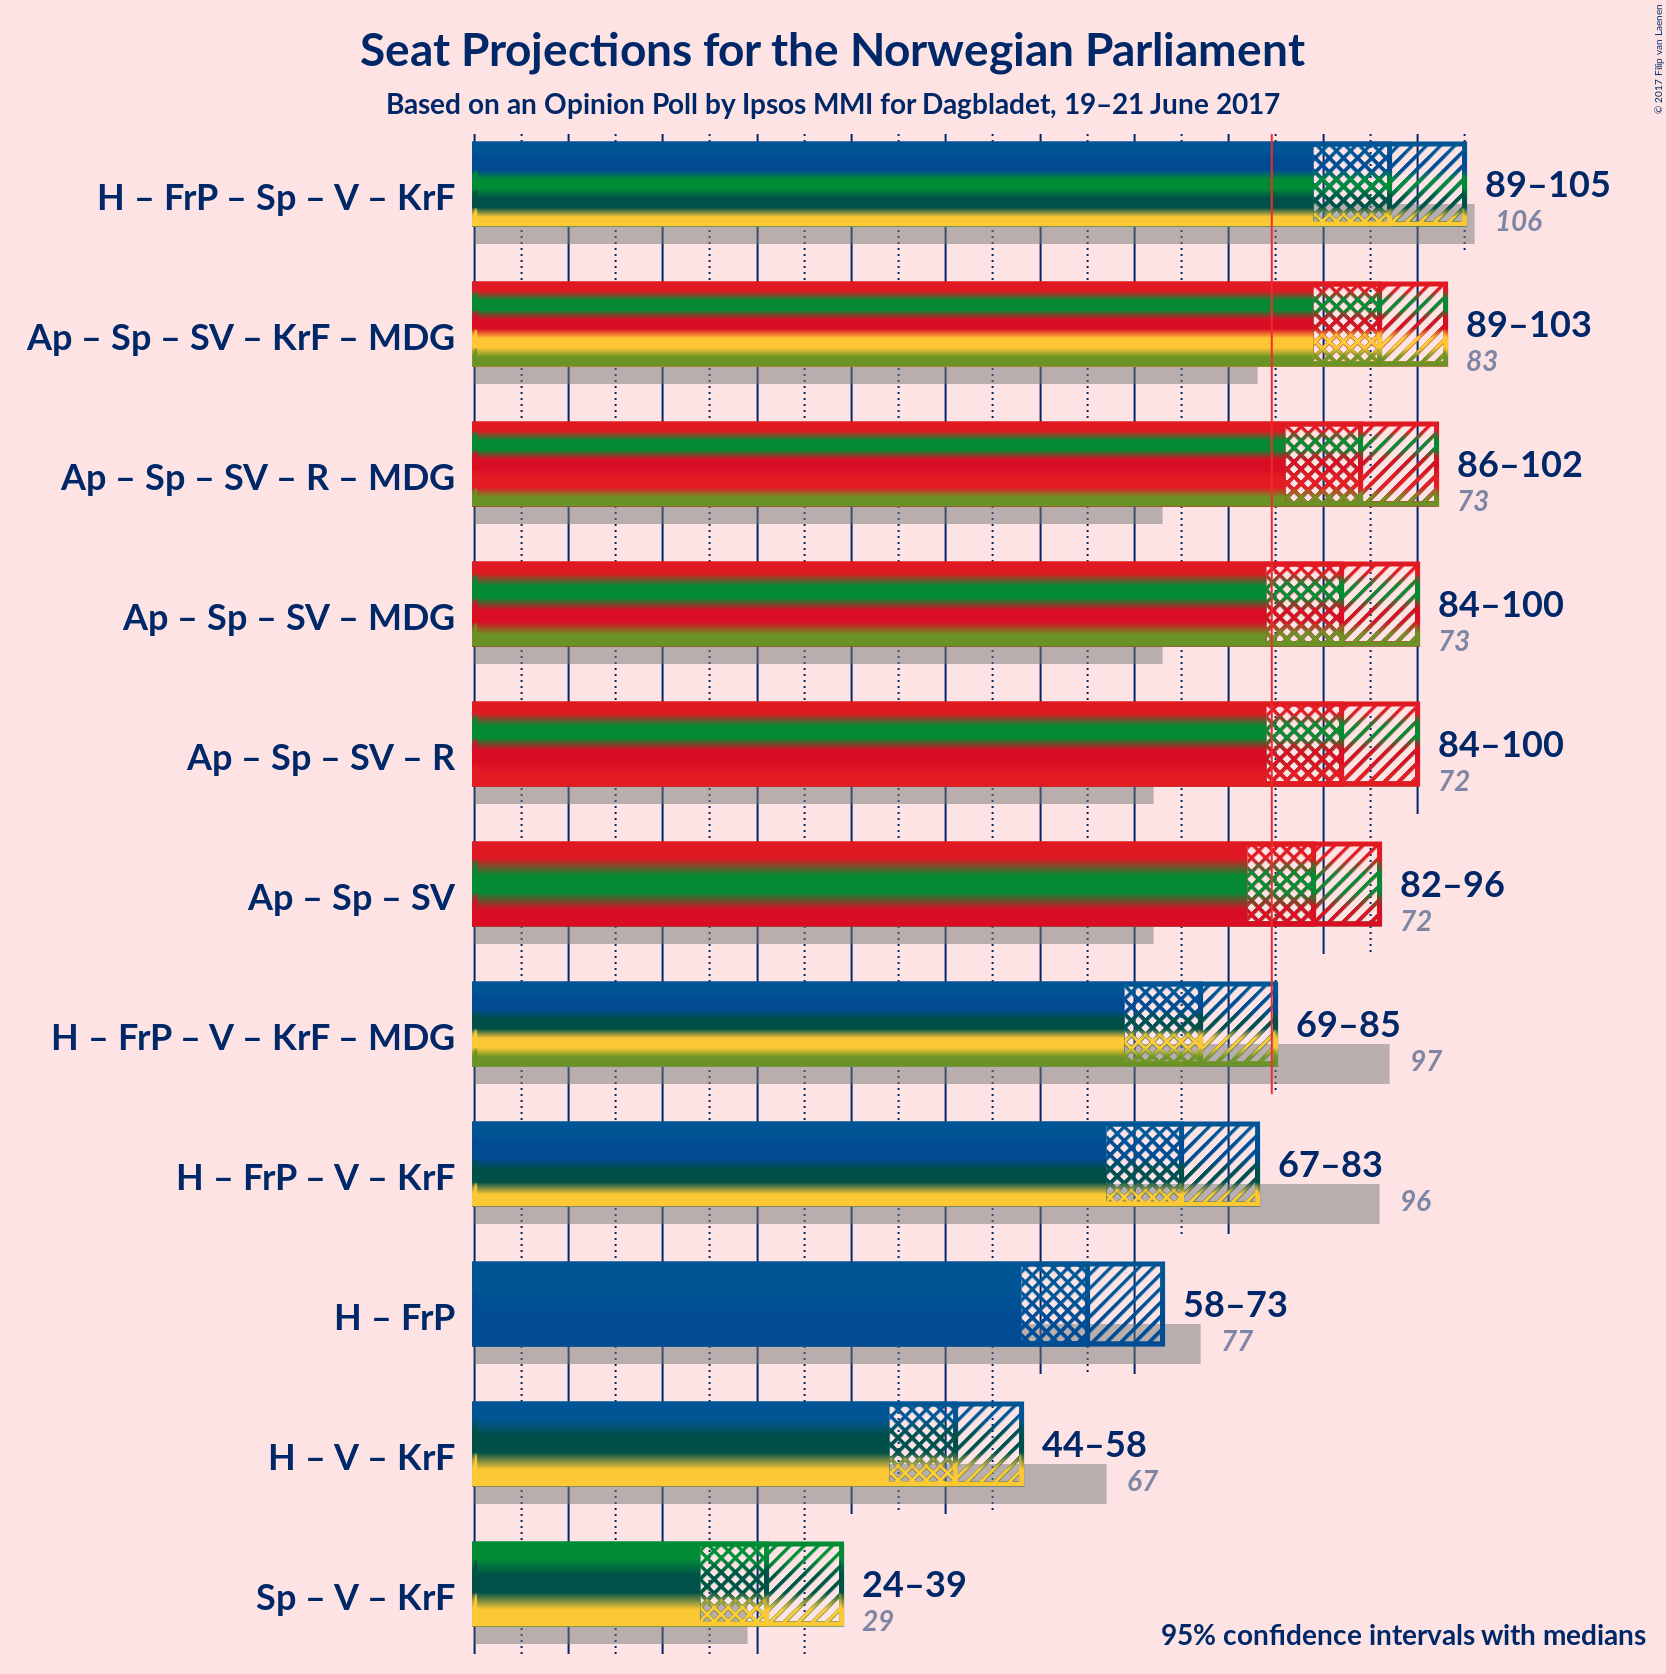 Seat Projections for the Norwegian Parliament
Based on an Opinion Poll by Ipsos MMI for Dagbladet, 19–21 June 2017
© 2017 Filip van Laenen
H – FrP – Sp – V – KrF
89–105
106
Ap – Sp – SV – KrF – MDG
89–103
83
Ap – Sp – SV – R – MDG
86–102
73
Ap – Sp – SV – MDG
84–100
73
Ap – Sp – SV – R
84–100
72
Ap – Sp – SV
82–96
72
H – FrP – V – KrF – MDG
69–85
97
H – FrP – V – KrF
67–83
96
H – FrP
58–73
77
H – V – KrF
44–58
67
Sp – V – KrF
24–39
29
95% confidence intervals with medians